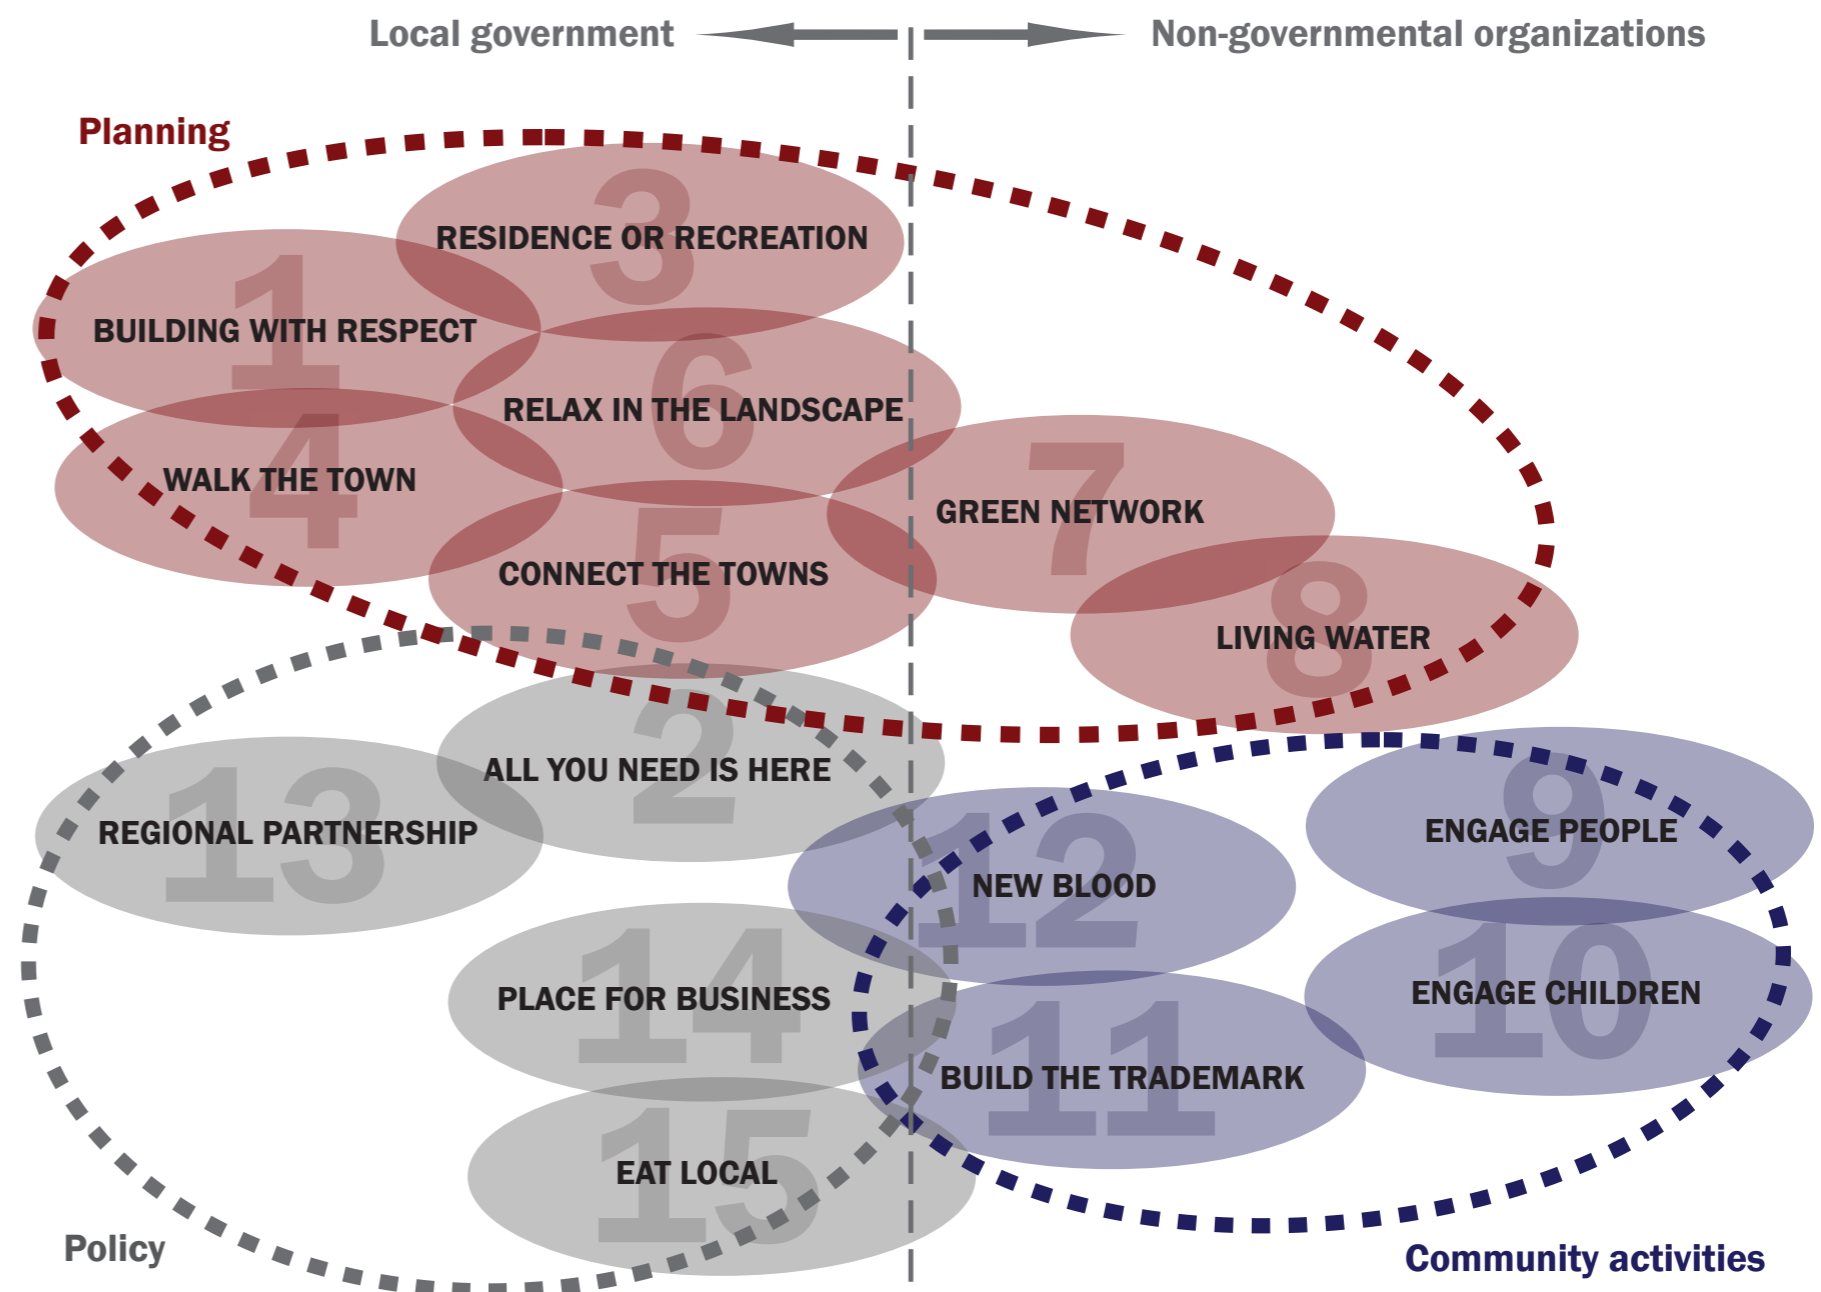 Local government
Non-governmental organizations
Planning
3
RESIDENCE OR RECREATION
1
BUILDING WITH RESPECT
6
RELAX IN THE LANDSCAPE
4
WALK THE TOWN
7
GREEN NETWORK
5
CONNECT THE TOWNS
8
LIVING WATER
2
ALL YOU NEED IS HERE
13
REGIONAL PARTNERSHIP
9
ENGAGE PEOPLE
12
NEW BLOOD
14
PLACE FOR BUSINESS
10
ENGAGE CHILDREN
11
BUILD THE TRADEMARK
15
EAT LOCAL
Policy
Community activities